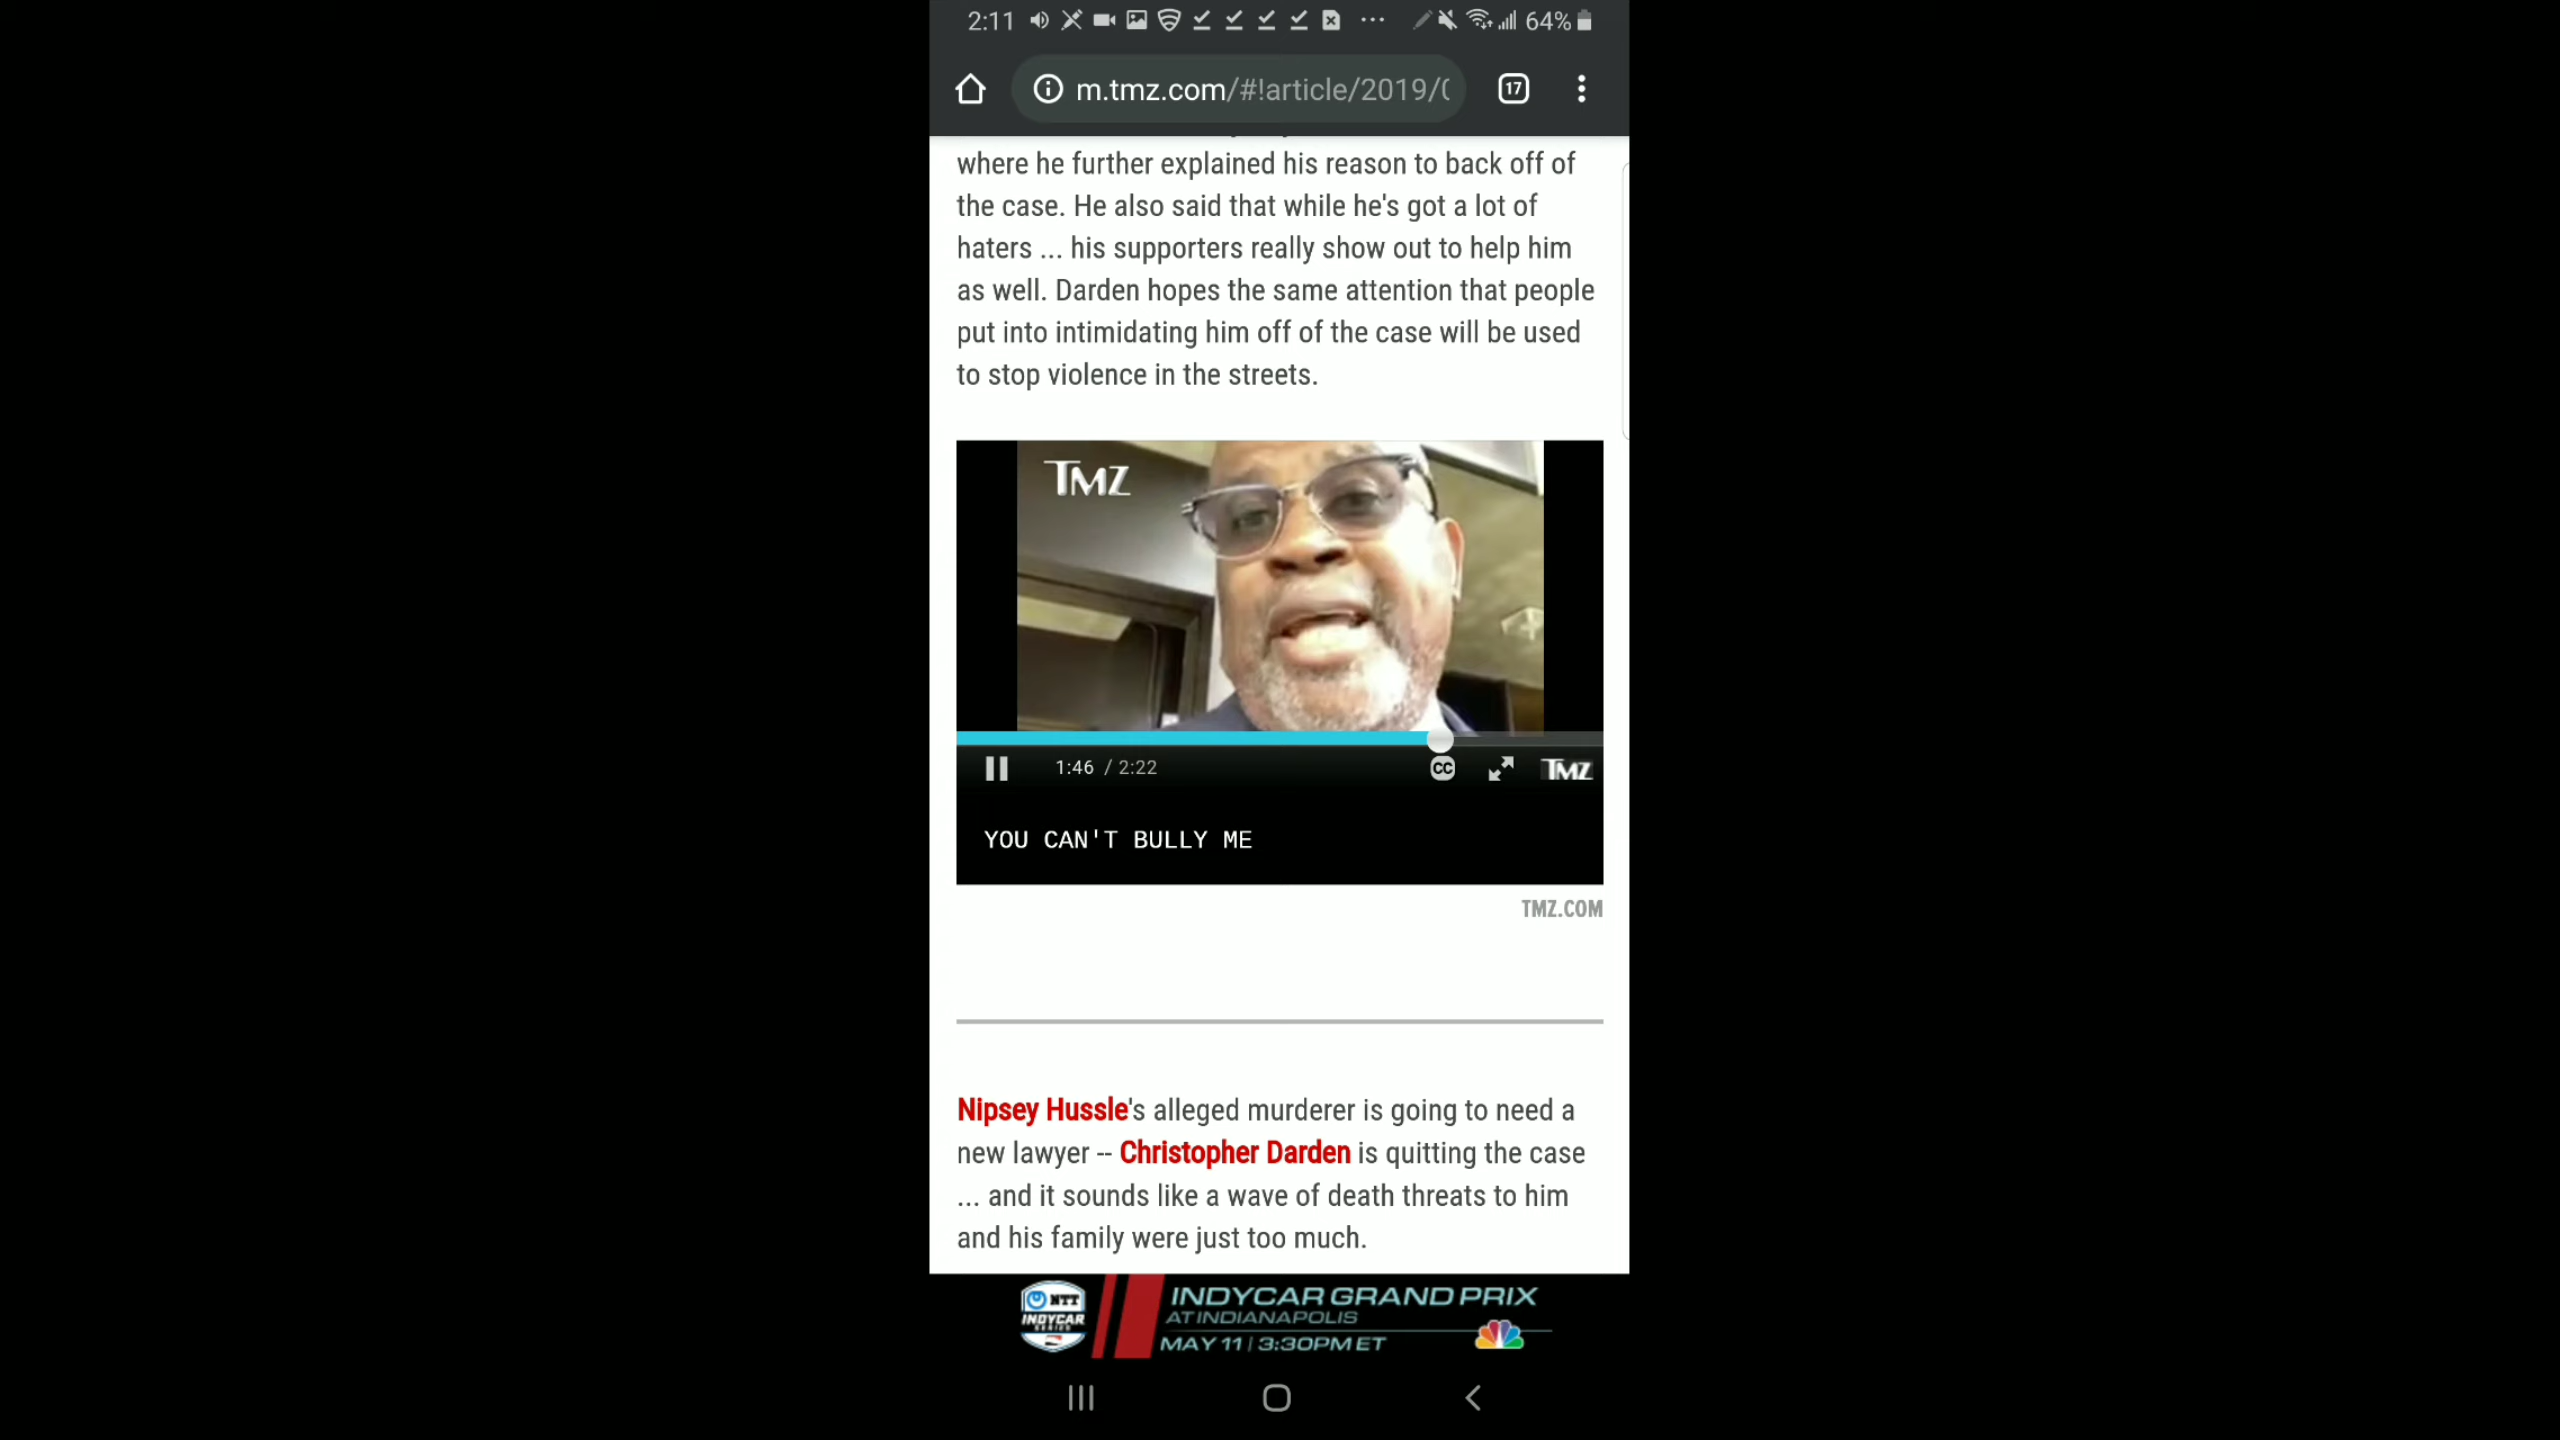 2:11
64%
m.tmz.com/#!article/2019/0
17
where he further explained his reason to back off of
the case. He also said that while he's got a lot of
haters ... his supporters really show out to help him
as well. Darden hopes the same attention that people
put into intimidating him off of the case will be used
to stop violence in the streets.
TMZ
1:46 / 2:22
CC
TMZ
YOU CAN'T BULLY ME
TMZ.COM
Nipsey Hussle's alleged murderer is going to need a
new lawyer -- Christopher Darden is quitting the case
... and it sounds like a wave of death threats to him
and his family were just too much.
NTT
INDYCAR
SERIES
INDYCAR GRAND PRIX
AT INDIANAPOLIS
MAY 11 | 3:30PM ET